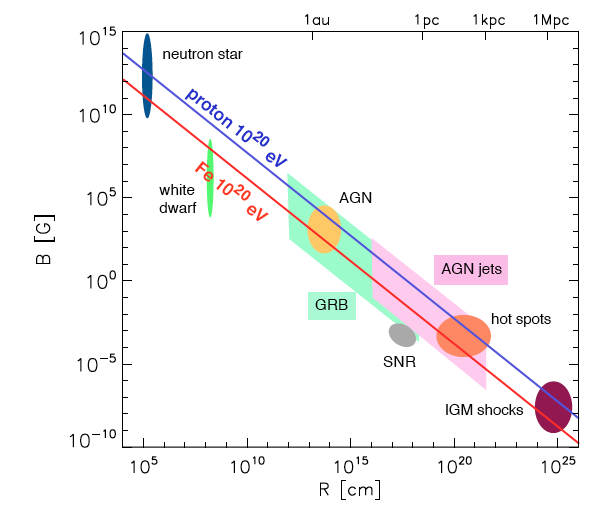 1au 1pc 1kpc 1Mpc
10^15
neutron star
10^10
proton 10^20 eV
Fe 10^20 eV
white
dwarf
10^5
AGN
B [G]
10^0
AGN jets
GRB
hot spots
SNR
10^-5
IGM shocks
10^-10
10^5 10^10 10^15 10^20 10^25
R [cm]